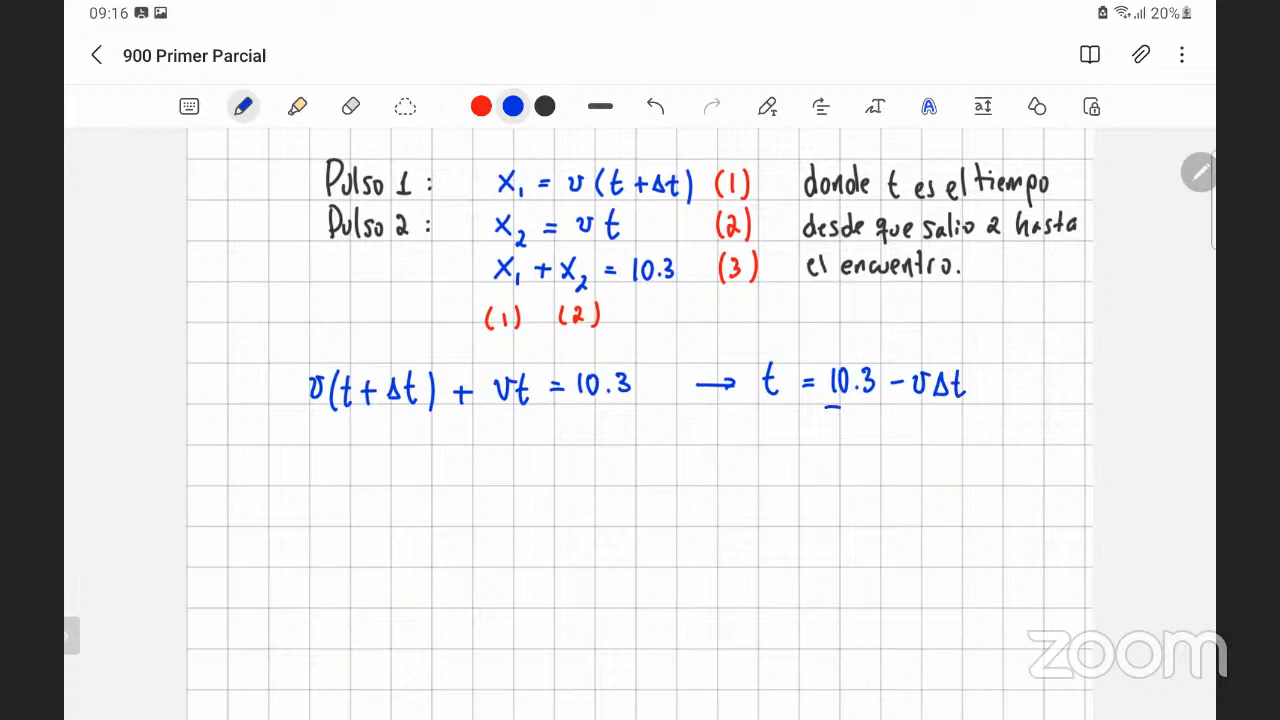 09:16 20%
900 Primer Parcial
Pulso 1 : x₁ = v (t + Δt) (1) donde t es el tiempo
Pulso 2 : x₂ = v t (2) desde que salio 2 hasta
x₁ + x₂ = 10.3 (3) el encuentro.
(1) (2)
v(t + Δt) + vt = 10.3 → t = 10.3 - vΔt
zoom